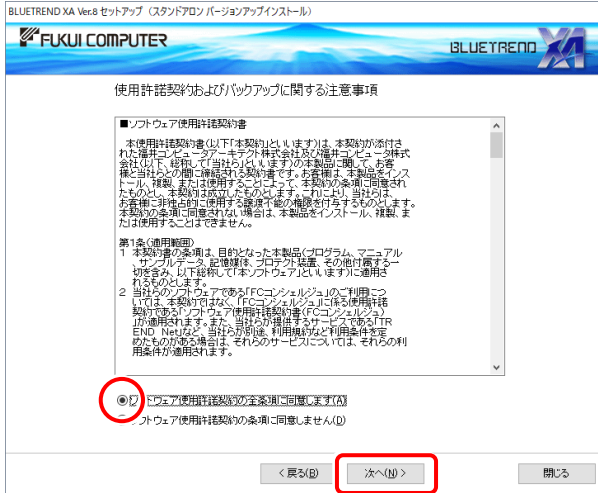 BLUETREND XA Ver.8 セットアップ（スタンドアロン バージョンアップインストール）
FUKUI COMPUTER
BLUETREND XA
使用許諾契約およびバックアップに関する注意事項
■ソフトウェア使用許諾契約書
本使用許諾契約書(以下「本契約」といいます)は、本契約が添付さ
れた福井コンピュータアーキテクト株式会社及び福井コンピュータ株式
会社(以下、総称して「当社ら」といいます)の本製品に関して、お客
様と当社らとの間に締結される契約書です。お客様は、本製品をインス
トール、複製、または使用することによって、本契約の条項に同意され
たものとし、本契約は成立したものとします。これにより、当社らは、
お客様に非独占的に使用する譲渡不能の権限を付与するものとします。
本契約の条項に同意されない場合は、本製品をインストール、複製、ま
たは使用することはできません。
第1条(適用範囲)
1 本契約書の条項は、目的となった本製品(プログラム、マニュアル
、サンプルデータ、記憶媒体、プロテクト装置、その他付属する一
切を含み、以下総称して「本ソフトウェア」といいます)に適用さ
れるものとします。
2 当社らのソフトウェアである「FCコンシェルジュ」のご利用につ
いては、本契約ではなく、「FCコンシェルジュ」に係る使用許諾
契約である「ソフトウェア使用許諾契約書(FCコンシェルジュ)
」が適用されます。また、当社らが提供するサービスである「TR
END Net」など、当社らが別途、利用規約など利用条件を定
めたものがある場合は、それらのサービスについては、それらの利
用条件が適用されます。
トウェア使用許諾契約の全条項に同意します(A)
フトウェア使用許諾契約の条項に同意しません(D)
< 戻る(B)
次へ(N) >
閉じる